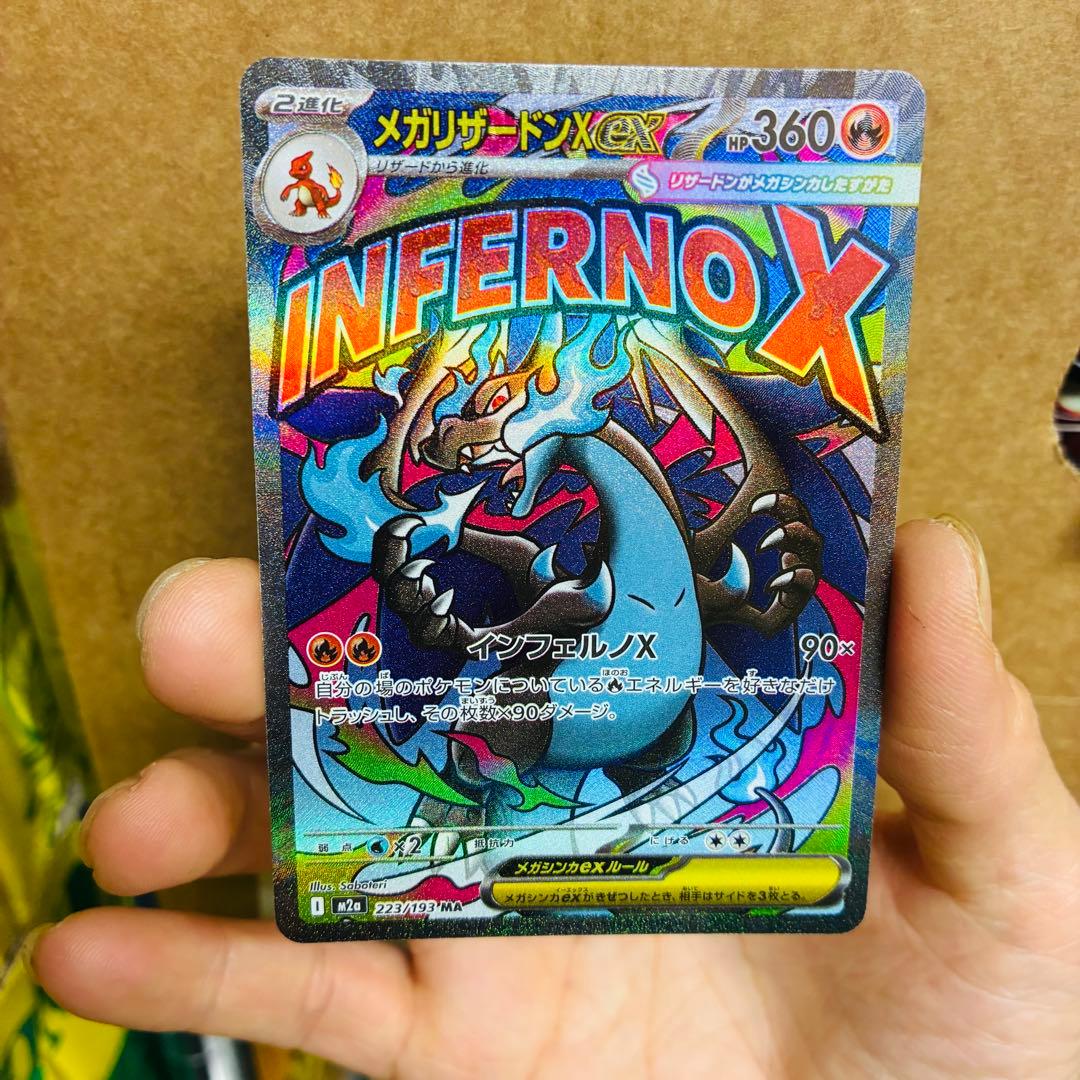 2進化
メガリザードンXex
HP360
リザードから進化
リザードンがメガシンカしたすがた
INFERNO X
インフェルノX 90×
自分の場のポケモンについているエネルギーを好きなだけ
トラッシュし、その枚数×90ダメージ。
弱点 ×2 抵抗力 にげる
メガシンカexルール
メガシンカexがきぜつしたとき、相手はサイドを3枚とる。
Illus. Saboteri
I M2a 223/193 MA